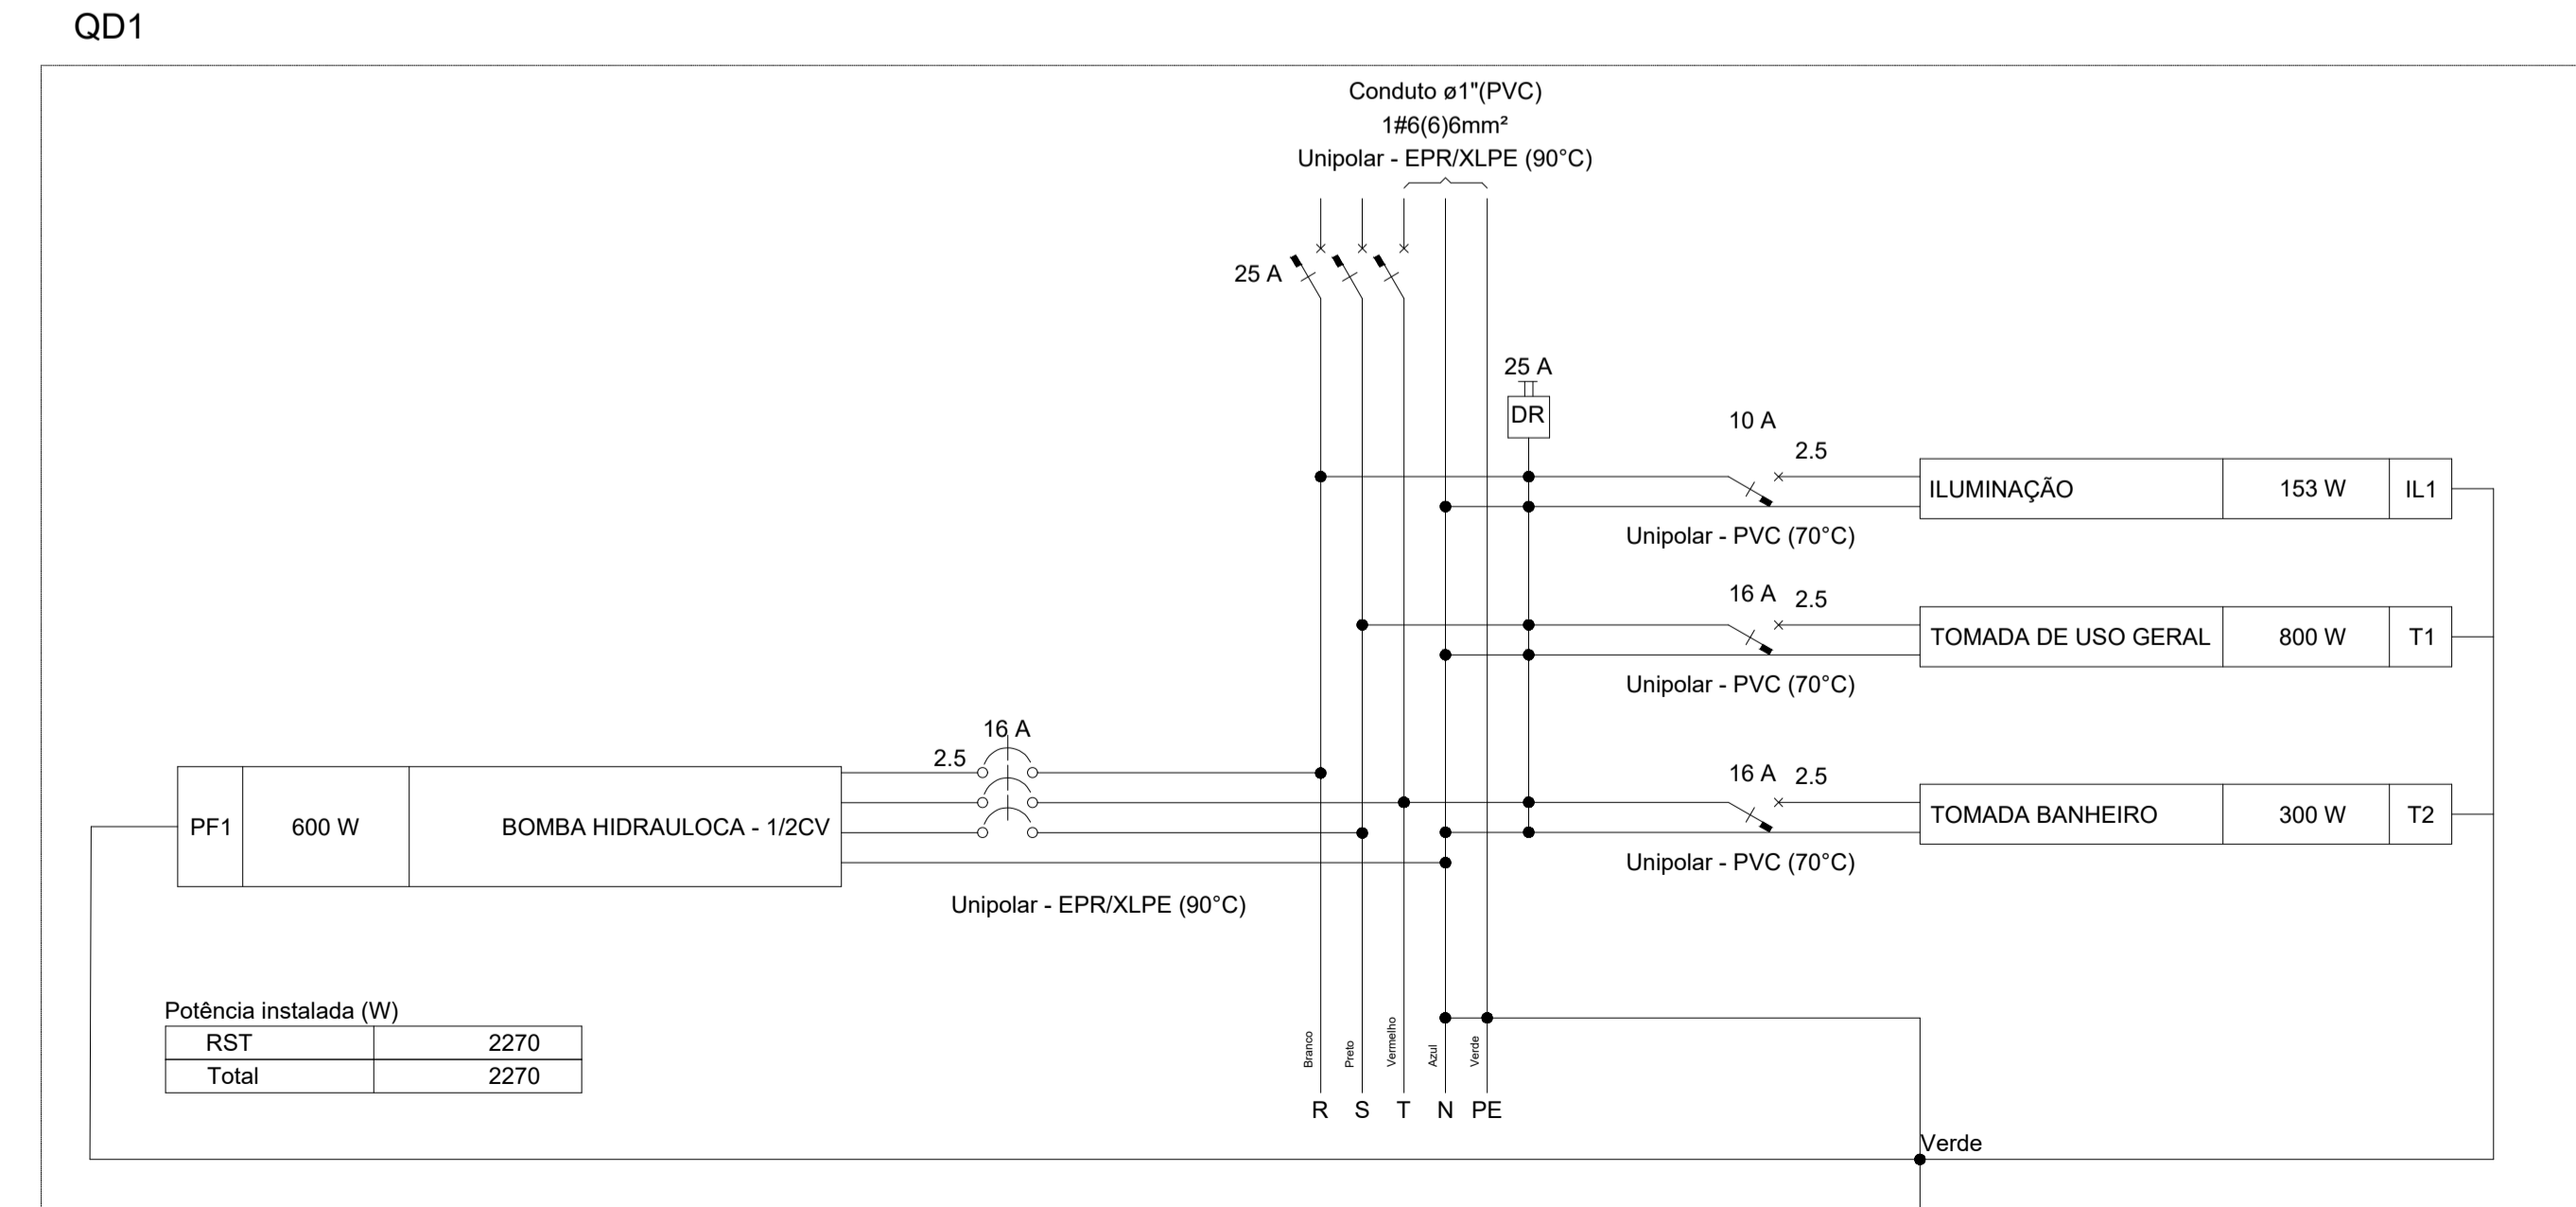 QD1
Conduto ø1"(PVC)
1#6(6)6mm²
Unipolar - EPR/XLPE (90°C)
25 A
25 A
DR
10 A
2.5
ILUMINAÇÃO 153 W IL1
Unipolar - PVC (70°C)
16 A 2.5
TOMADA DE USO GERAL 800 W T1
Unipolar - PVC (70°C)
16 A
2.5
PF1 600 W BOMBA HIDRAULOCA - 1/2CV
Unipolar - EPR/XLPE (90°C)
16 A 2.5
TOMADA BANHEIRO 300 W T2
Unipolar - PVC (70°C)
Potência instalada (W)
RST 2270
Total 2270
Branco
Preto
Vermelho
Azul
Verde
R S T N PE
Verde